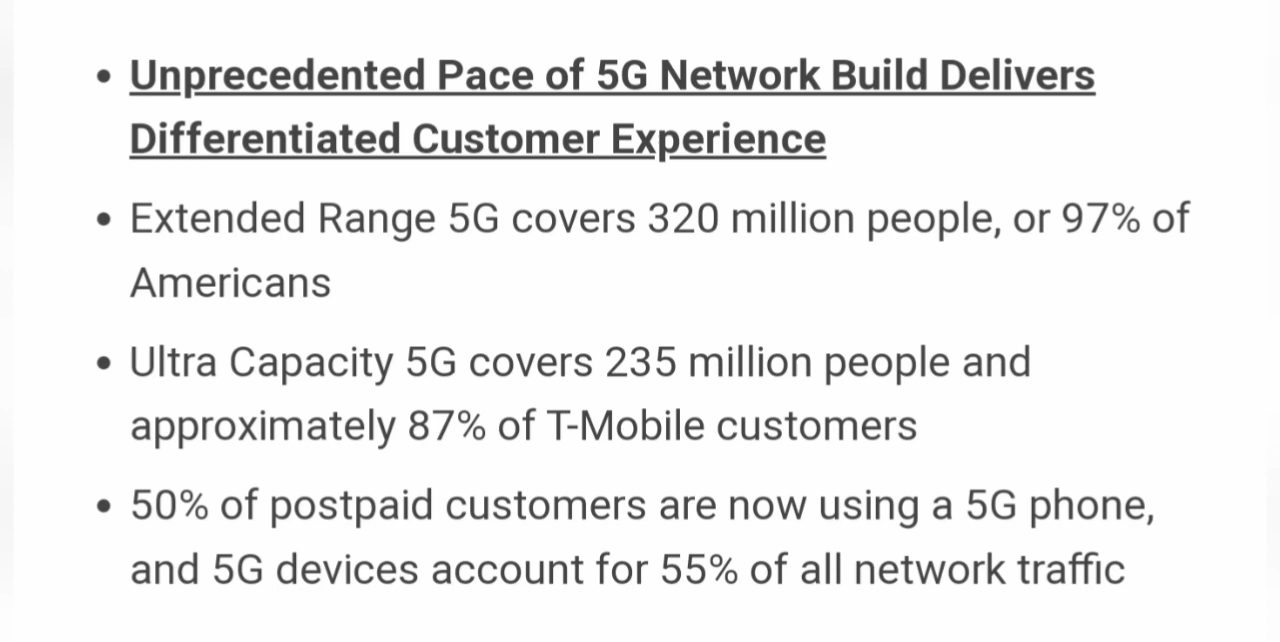 • Unprecedented Pace of 5G Network Build Delivers
Differentiated Customer Experience
• Extended Range 5G covers 320 million people, or 97% of
Americans
• Ultra Capacity 5G covers 235 million people and
approximately 87% of T-Mobile customers
• 50% of postpaid customers are now using a 5G phone,
and 5G devices account for 55% of all network traffic